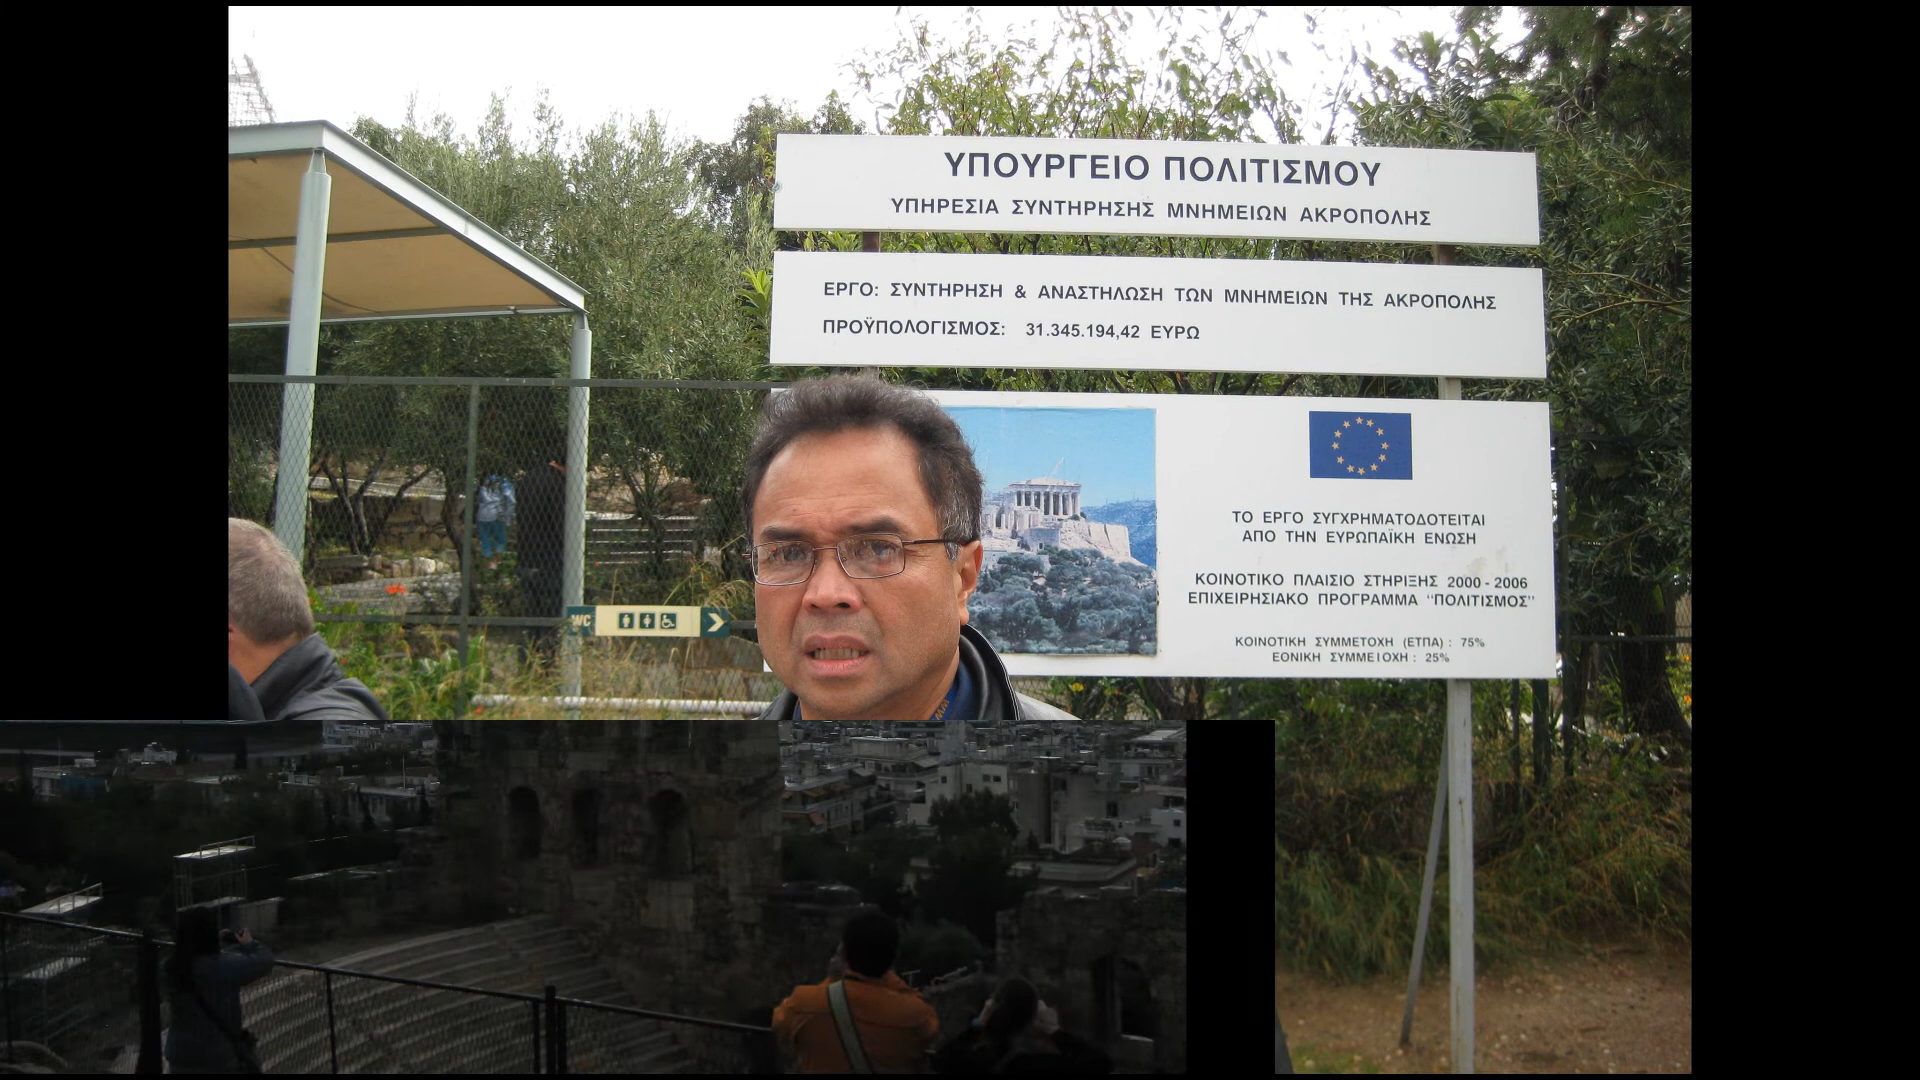 ΥΠΟΥΡΓΕΙΟ ΠΟΛΙΤΙΣΜΟΥ
ΥΠΗΡΕΣΙΑ ΣΥΝΤΗΡΗΣΗΣ ΜΝΗΜΕΙΩΝ ΑΚΡΟΠΟΛΗΣ
ΕΡΓΟ: ΣΥΝΤΗΡΗΣΗ & ΑΝΑΣΤΗΛΩΣΗ ΤΩΝ ΜΝΗΜΕΙΩΝ ΤΗΣ ΑΚΡΟΠΟΛΗΣ
ΠΡΟΫΠΟΛΟΓΙΣΜΟΣ: 31.345.194,42 ΕΥΡΩ
ΤΟ ΕΡΓΟ ΣΥΓΧΡΗΜΑΤΟΔΟΤΕΙΤΑΙ
ΑΠΟ ΤΗΝ ΕΥΡΩΠΑΪΚΗ ΕΝΩΣΗ
ΚΟΙΝΟΤΙΚΟ ΠΛΑΙΣΙΟ ΣΤΗΡΙΞΗΣ 2000 - 2006
ΕΠΙΧΕΙΡΗΣΙΑΚΟ ΠΡΟΓΡΑΜΜΑ "ΠΟΛΙΤΙΣΜΟΣ"
ΚΟΙΝΟΤΙΚΗ ΣΥΜΜΕΤΟΧΗ (ΕΤΠΑ) : 75%
ΕΘΝΙΚΗ ΣΥΜΜΕΤΟΧΗ : 25%
WC